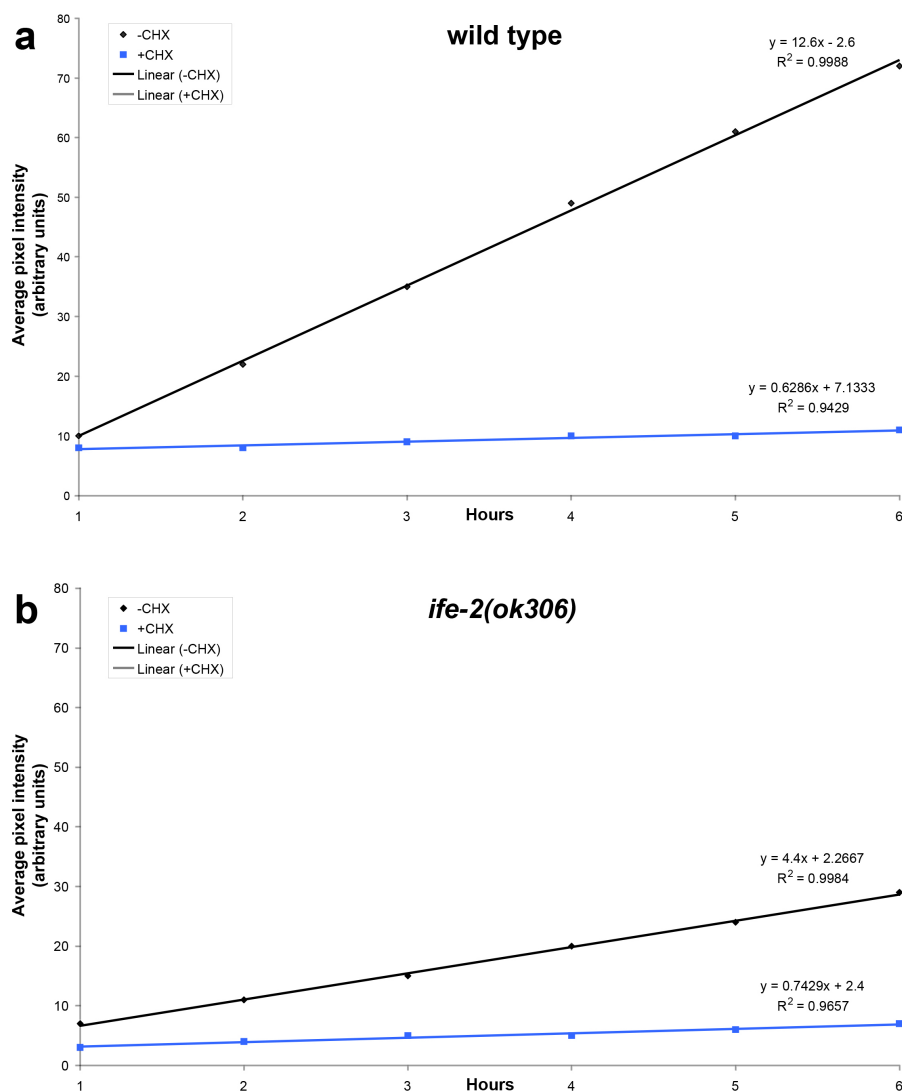 a
wild type
-CHX
+CHX
Linear (-CHX)
Linear (+CHX)
y = 12.6x - 2.6
R² = 0.9988
y = 0.6286x + 7.1333
R² = 0.9429
Average pixel intensity
(arbitrary units)
80
70
60
50
40
30
20
10
0
1 2 3 4 5 6
Hours
b
ife-2(ok306)
-CHX
+CHX
Linear (-CHX)
Linear (+CHX)
y = 4.4x + 2.2667
R² = 0.9984
y = 0.7429x + 2.4
R² = 0.9657
Average pixel intensity
(arbitrary units)
80
70
60
50
40
30
20
10
0
1 2 3 4 5 6
Hours